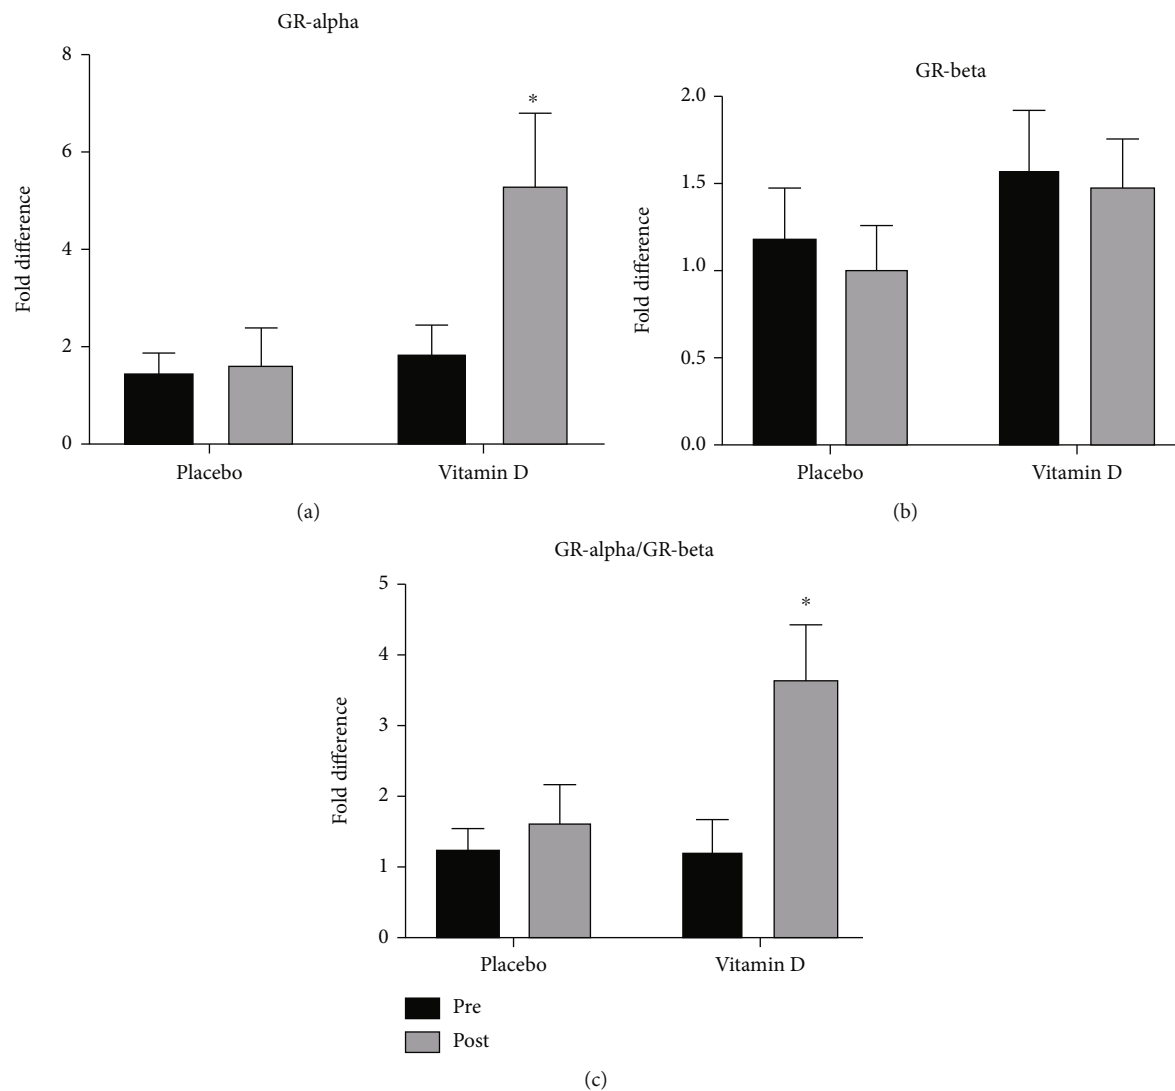 GR-alpha
8
6
4
2
0
Fold difference
*
Placebo
Vitamin D
(a)
GR-beta
2.0
1.5
1.0
0.5
0.0
Fold difference
Placebo
Vitamin D
(b)
GR-alpha/GR-beta
5
4
3
2
1
0
Fold difference
*
Placebo
Vitamin D
Pre
Post
(c)